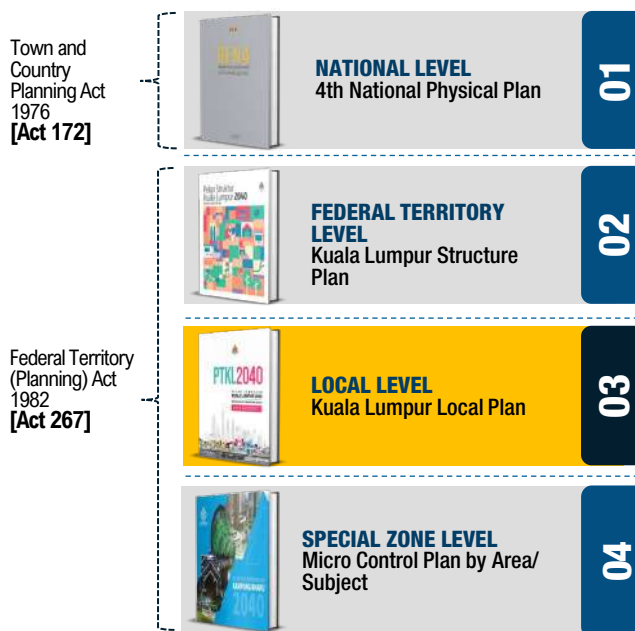 Town and
Country
Planning Act
1976
[Act 172]
NATIONAL LEVEL
4th National Physical Plan
01
Pelan Struktur
Kuala Lumpur 2040
FEDERAL TERRITORY
LEVEL
Kuala Lumpur Structure
Plan
02
Federal Territory
(Planning) Act
1982
[Act 267]
PTKL2040
LOCAL LEVEL
Kuala Lumpur Local Plan
03
2040
SPECIAL ZONE LEVEL
Micro Control Plan by Area/
Subject
04